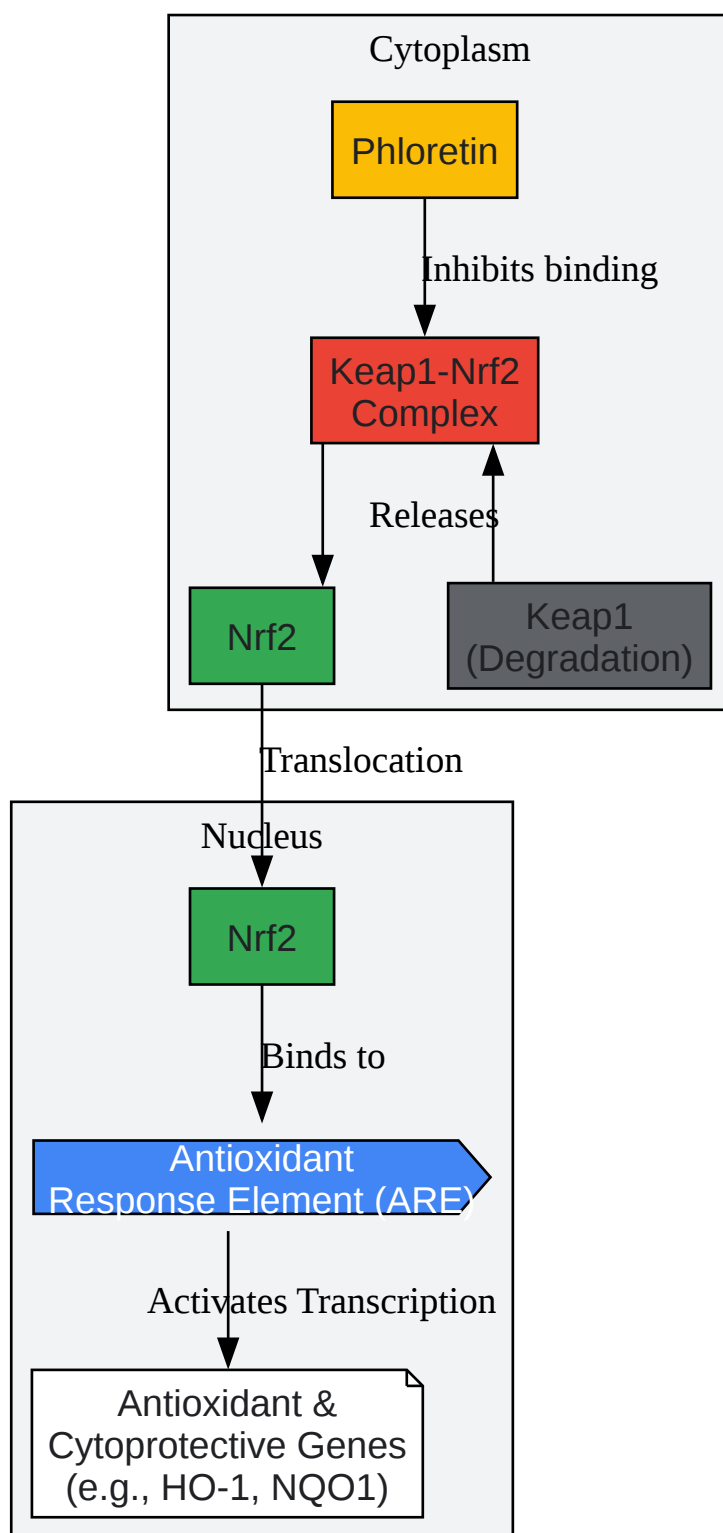 Cytoplasm
Phloretin
Inhibits binding
Keap1-Nrf2
Complex
Releases
Nrf2
Keap1
(Degradation)
Translocation
Nucleus
Nrf2
Binds to
Antioxidant
Response Element (ARE)
Activates Transcription
Antioxidant &
Cytoprotective Genes
(e.g., HO-1, NQO1)